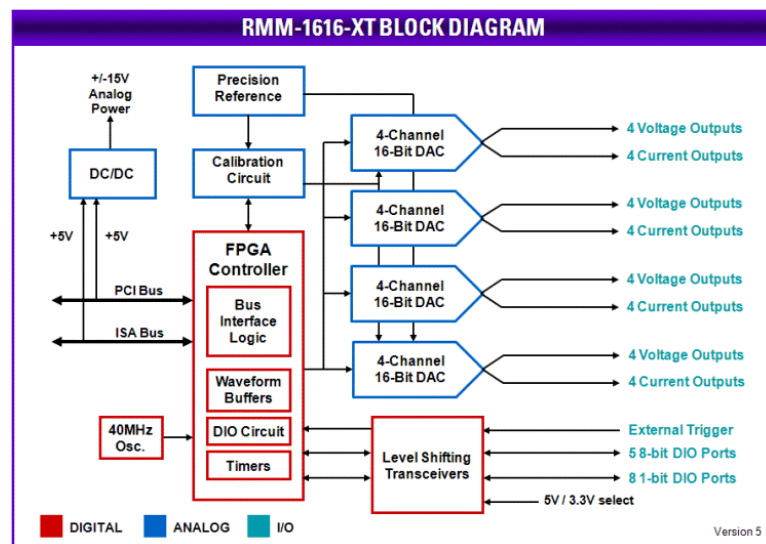 RMM-1616-XT BLOCK DIAGRAM
+/-15V
Analog
Power
DC/DC
+5V
+5V
PCI Bus
ISA Bus
40MHz
Osc.
Precision
Reference
Calibration
Circuit
FPGA
Controller
Bus
Interface
Logic
Waveform
Buffers
DIO Circuit
Timers
4-Channel
16-Bit DAC
4-Channel
16-Bit DAC
4-Channel
16-Bit DAC
4-Channel
16-Bit DAC
Level Shifting
Transceivers
4 Voltage Outputs
4 Current Outputs
4 Voltage Outputs
4 Current Outputs
4 Voltage Outputs
4 Current Outputs
4 Voltage Outputs
4 Current Outputs
External Trigger
5 8-bit DIO Ports
8 1-bit DIO Ports
5V / 3.3V select
DIGITAL
ANALOG
I/O
Version 5